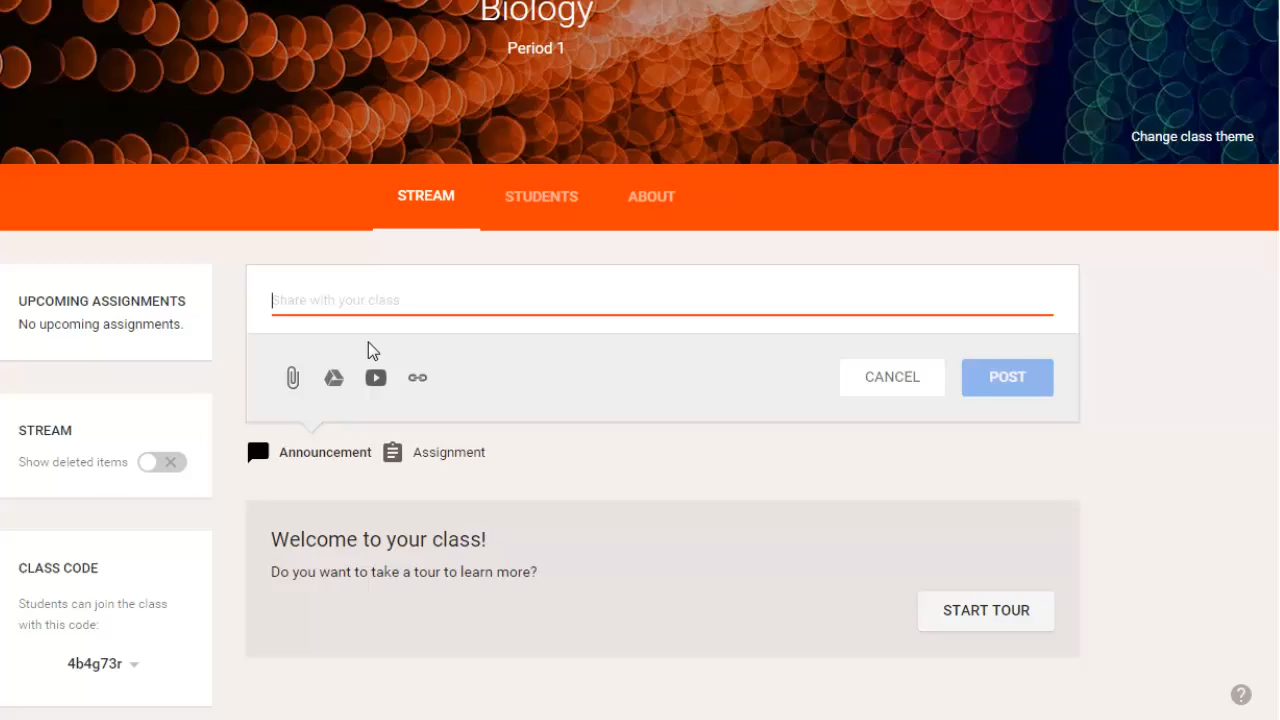 Biology
Period 1
Change class theme
STREAM STUDENTS ABOUT
UPCOMING ASSIGNMENTS
No upcoming assignments.
Share with your class
CANCEL POST
STREAM
Show deleted items
Announcement Assignment
Welcome to your class!
Do you want to take a tour to learn more?
START TOUR
CLASS CODE
Students can join the class
with this code:
4b4g73r
?